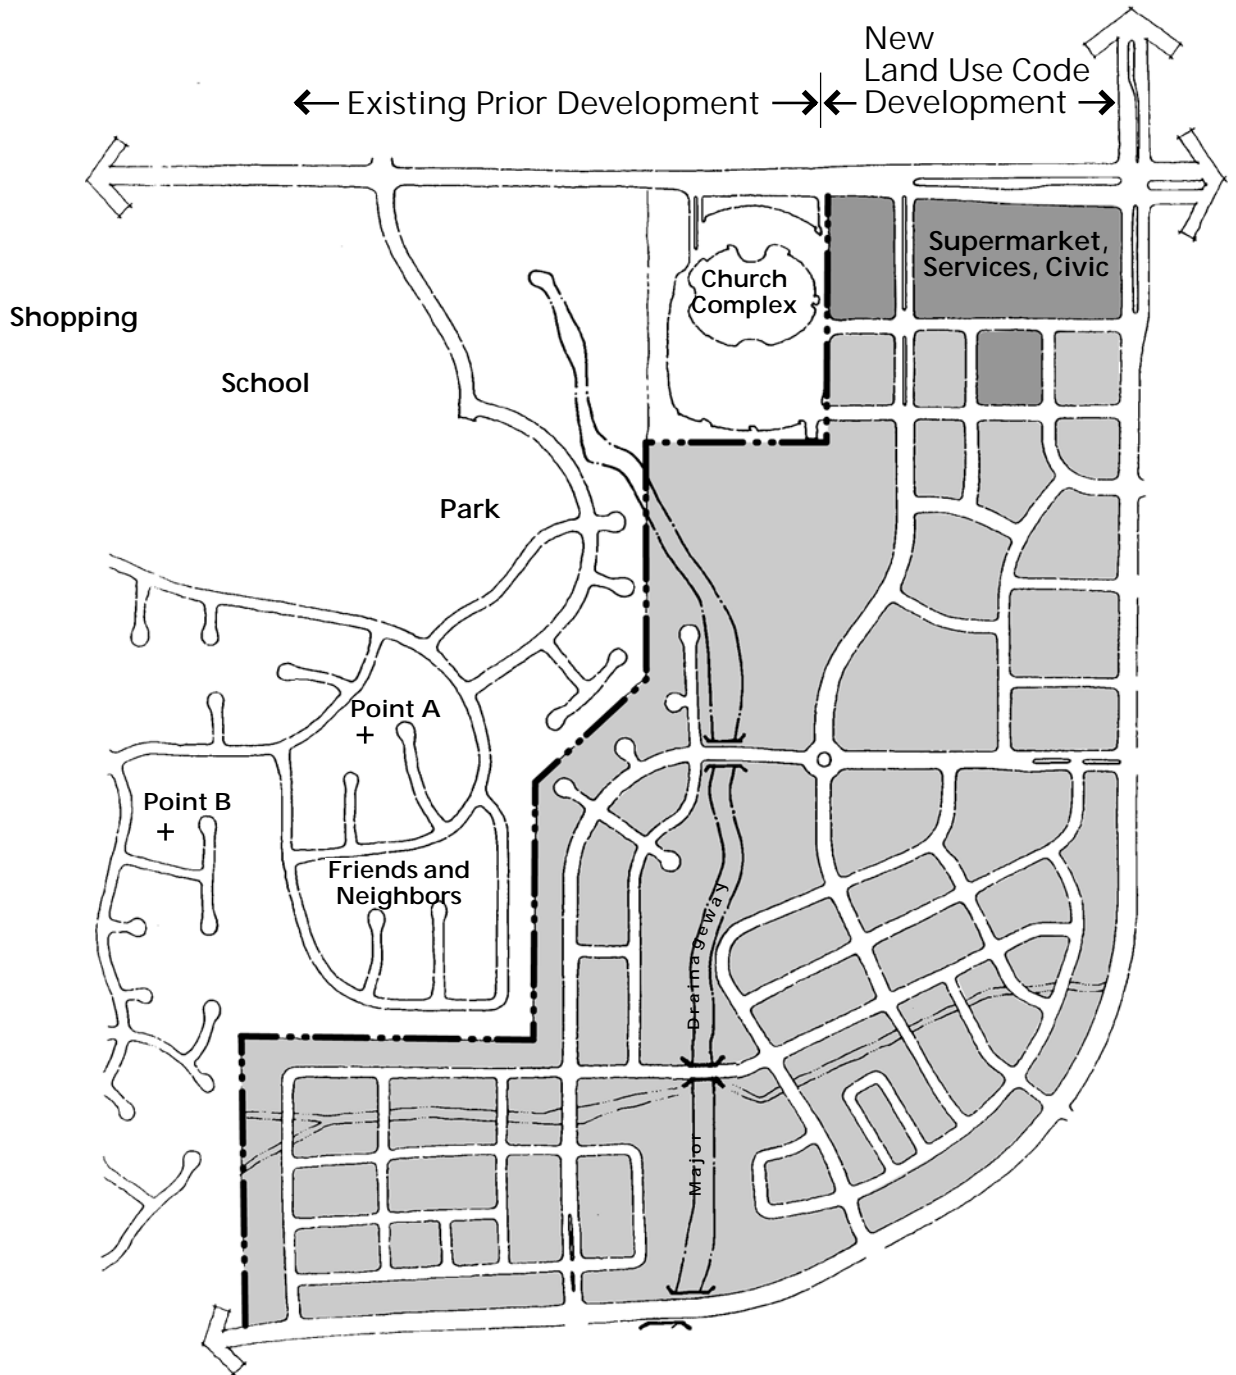 New
Land Use Code
Existing Prior Development
Development
Supermarket,
Services, Civic
Church
Complex
Shopping
School
Park
Point A
Point B
Friends and
Neighbors
Drainageway
Major